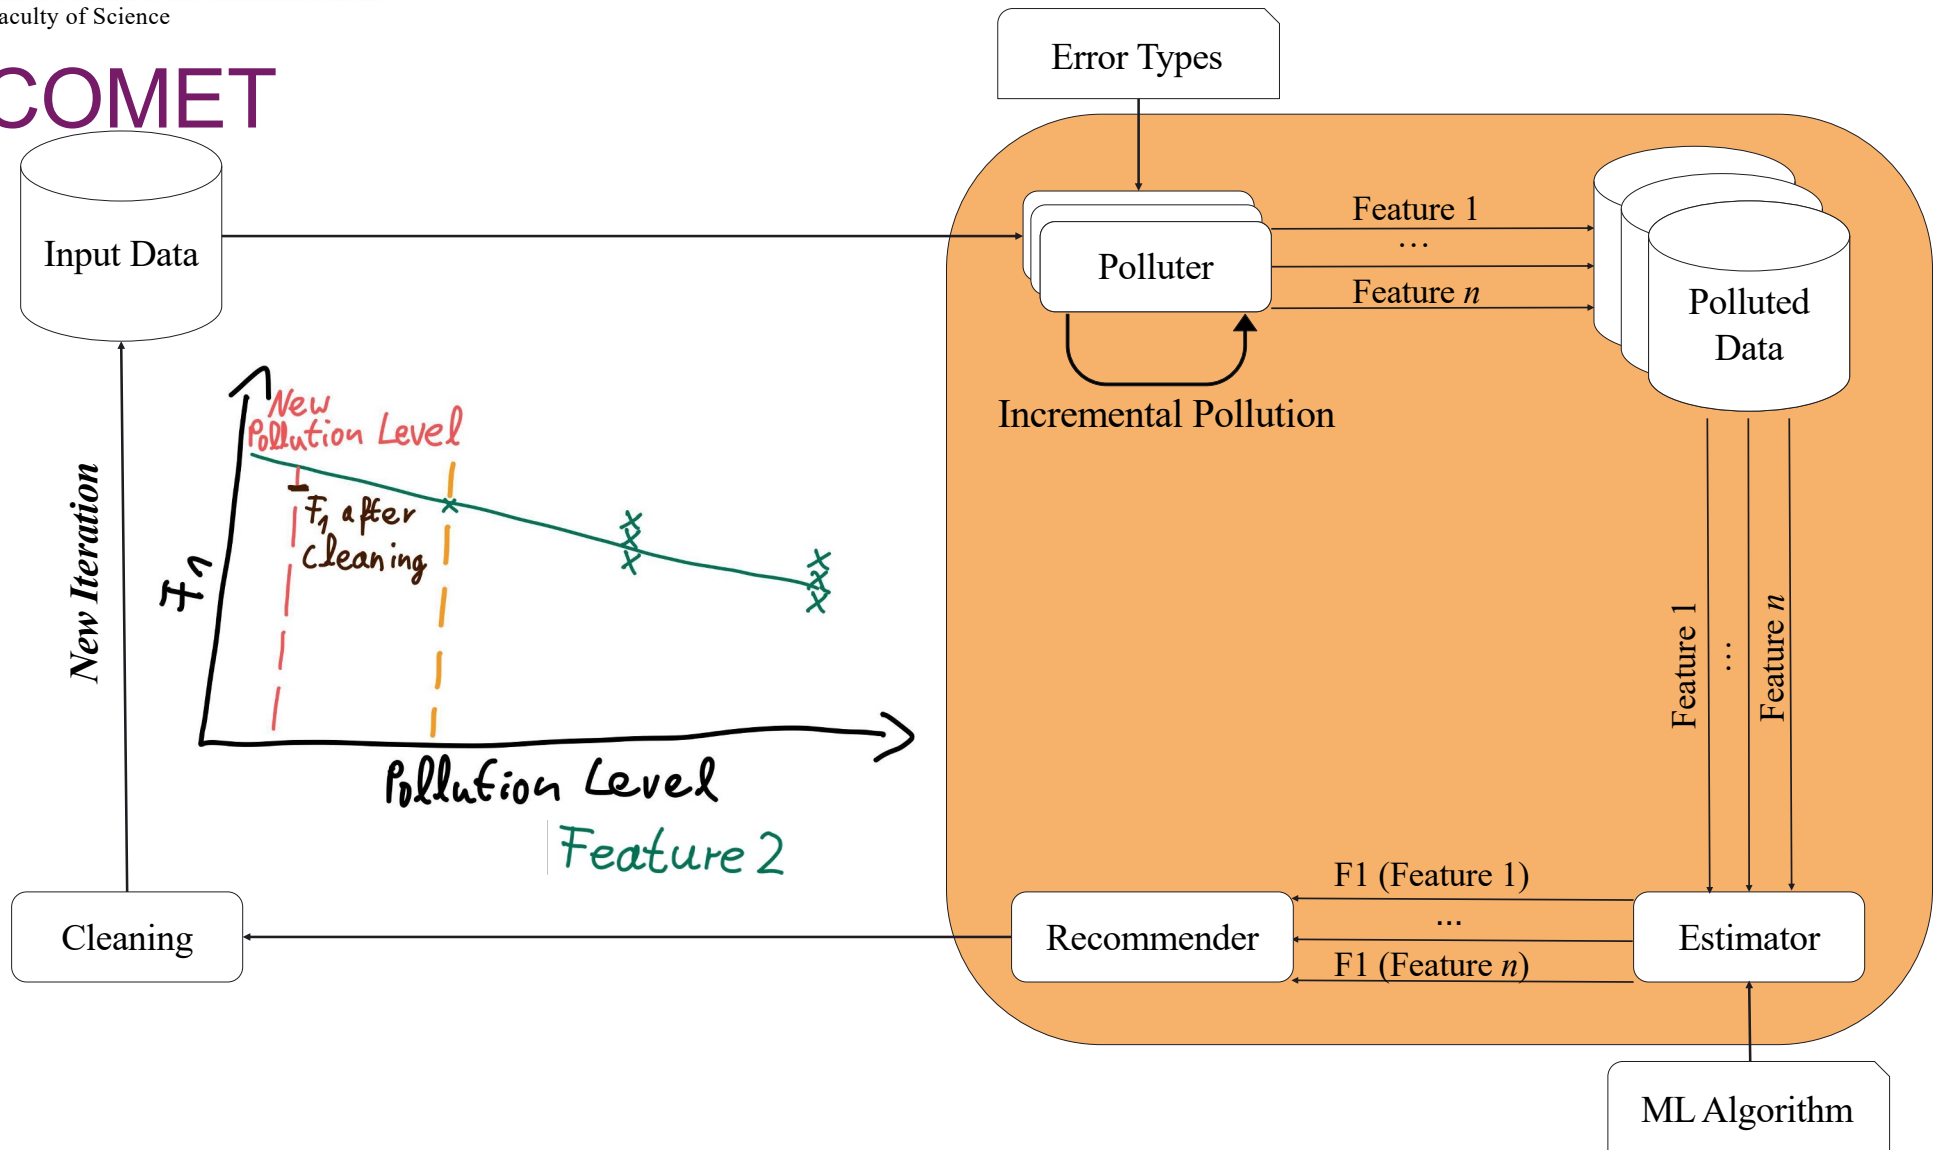 aculty of Science
COMET
Error Types
Input Data
Polluter
Feature 1
...
Feature n
Polluted
Data
Incremental Pollution
New Iteration
New
Pollution Level
F1 after
Cleaning
F1
Pollution Level
Feature 2
Feature 1
...
Feature n
Cleaning
Recommender
F1 (Feature 1)
...
F1 (Feature n)
Estimator
ML Algorithm